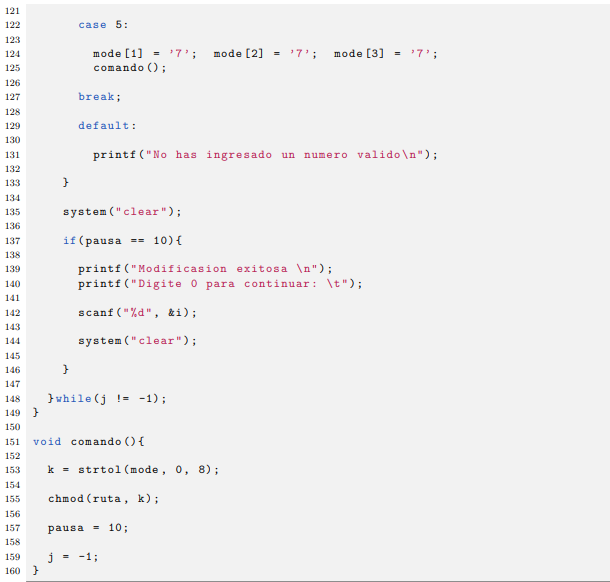 121
122 case 5:
123
124 mode[1] = '7'; mode[2] = '7'; mode[3] = '7';
125 comando();
126
127 break;
128
129 default:
130
131 printf("No has ingresado un numero valido\n");
132
133 }
134
135 system("clear");
136
137 if(pausa == 10){
138
139 printf("Modificasion exitosa \n");
140 printf("Digite 0 para continuar: \t");
141
142 scanf("%d", &i);
143
144 system("clear");
145
146 }
147
148 }while(j != -1);
149 }
150
151 void comando(){
152
153 k = strtol(mode, 0, 8);
154
155 chmod(ruta, k);
156
157 pausa = 10;
158
159 j = -1;
160 }